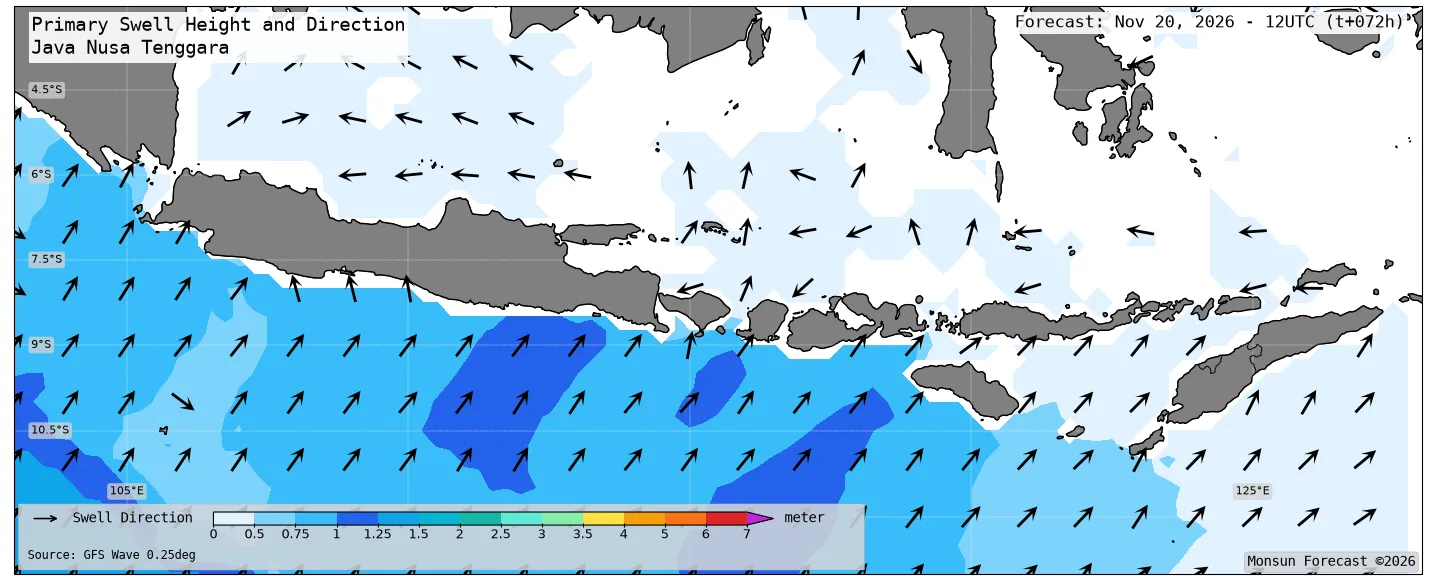 Primary Swell Height and Direction
Java Nusa Tenggara
Forecast: Nov 20, 2026 - 12UTC (t+072h)
4.5°S
6°S
7.5°S
9°S
10.5°S
105°E
125°E
Swell Direction
0 0.5 0.75 1 1.25 1.5 2 2.5 3 3.5 4 5 6 7
meter
Source: GFS Wave 0.25deg
Monsun Forecast ©2026